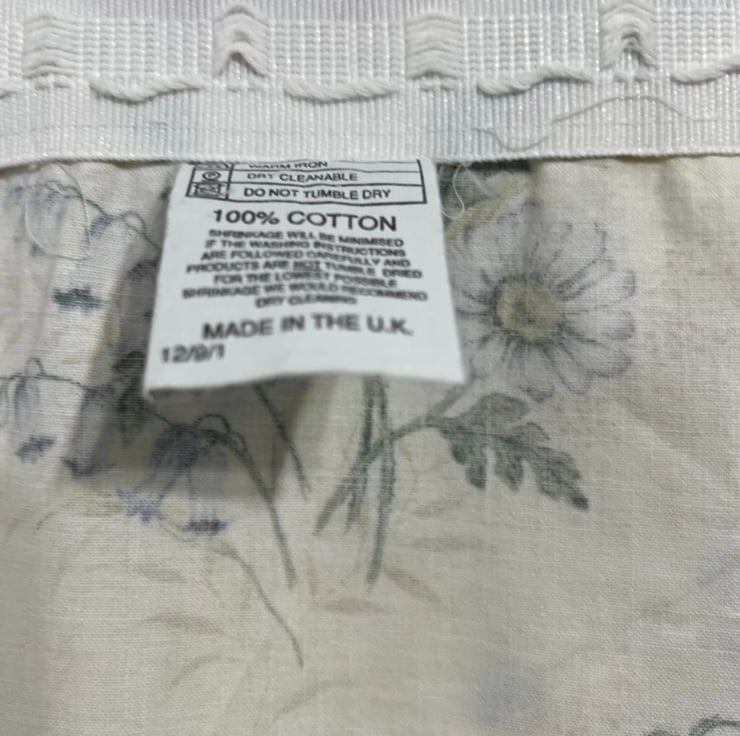 WARM IRON
DRY CLEANABLE
DO NOT TUMBLE DRY
100% COTTON
SHRINKAGE WILL BE MINIMISED
IF THE WASHING INSTRUCTIONS
ARE FOLLOWED CAREFULLY AND
PRODUCTS ARE NOT TUMBLE DRIED
FOR THE LOWEST POSSIBLE
SHRINKAGE WE WOULD RECOMMEND
DRY CLEANING
MADE IN THE U.K.
12/9/1